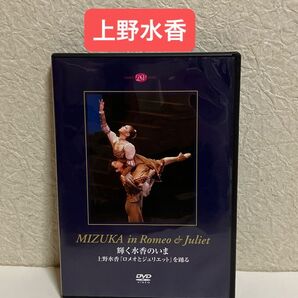 上野水香
MIZUKA in Romeo & Juliet
輝く水香のいま
上野水香「ロメオとジュリエット」を踊る
DVD
VIDEO